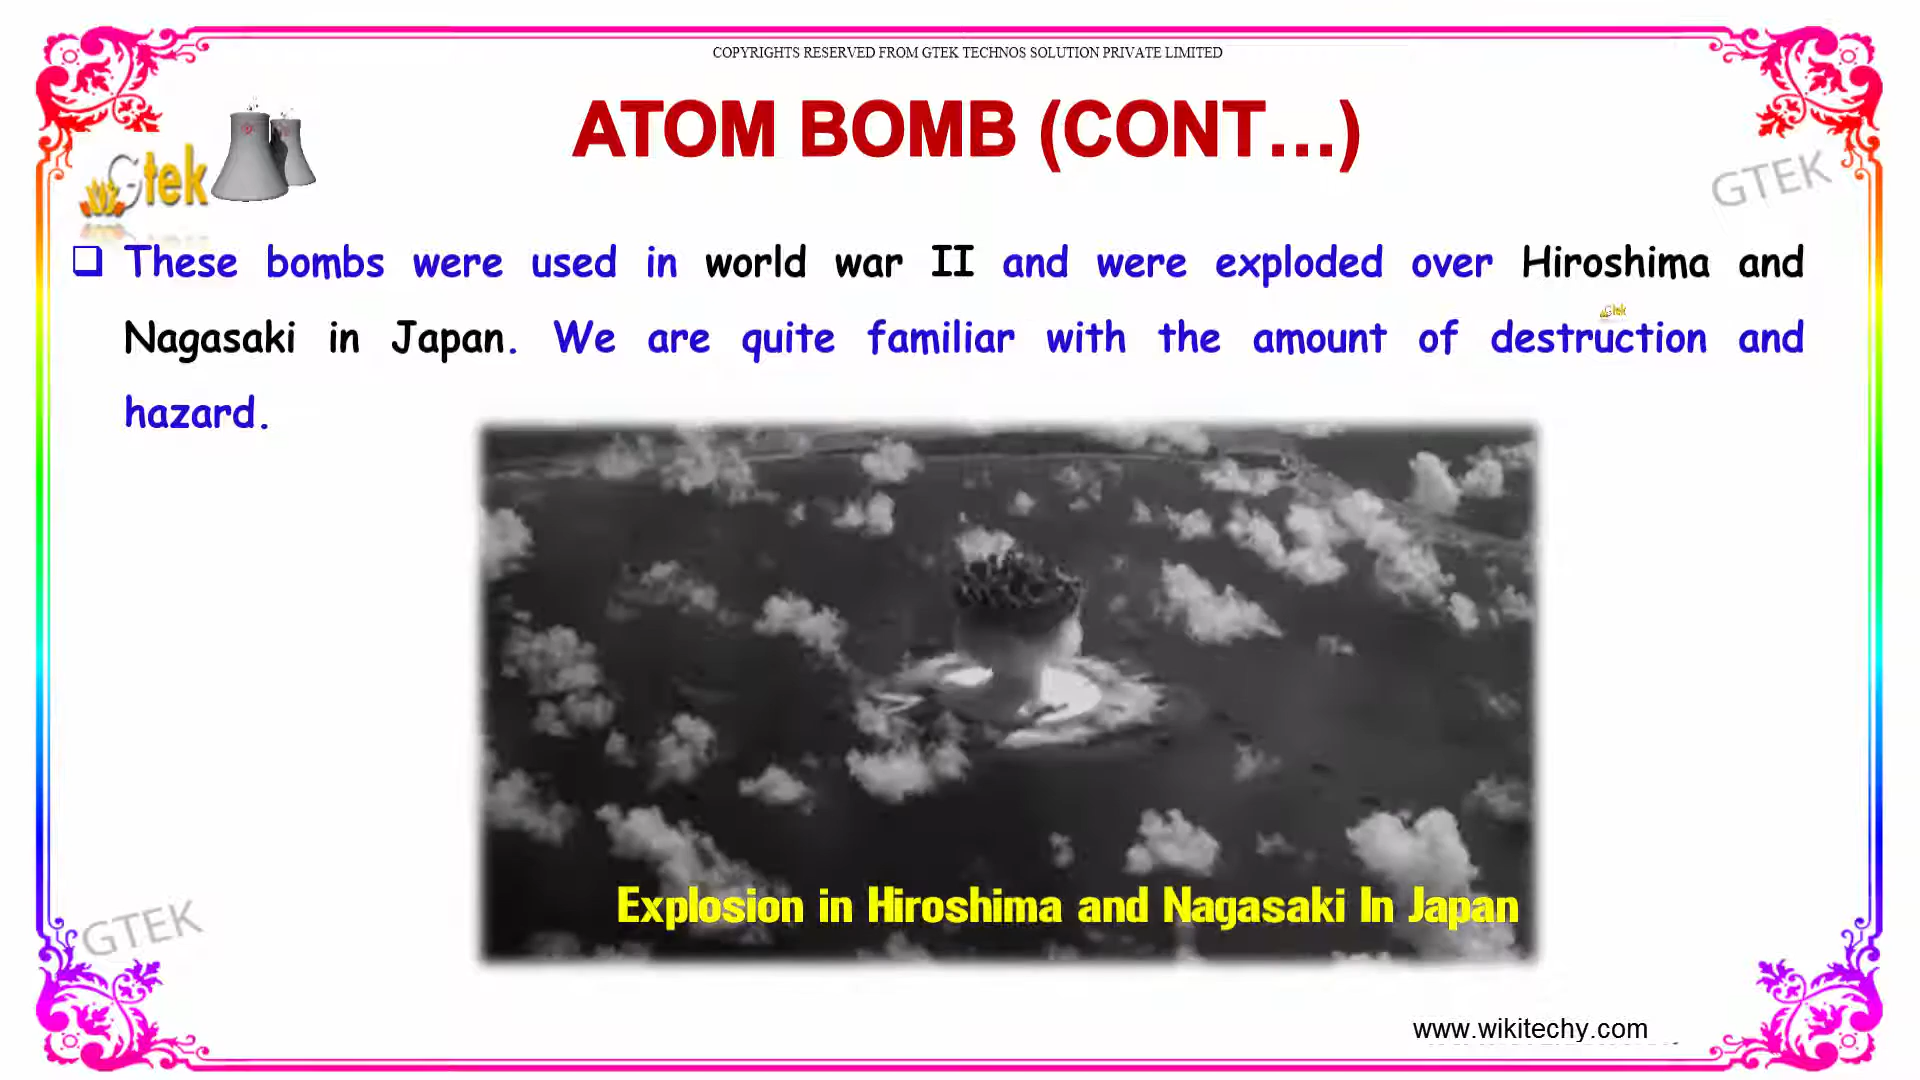 COPYRIGHTS RESERVED FROM GTEK TECHNOS SOLUTION PRIVATE LIMITED
ATOM BOMB (CONT...)
Gtek
GTEK
These bombs were used in world war II and were exploded over Hiroshima and
Gtek
Nagasaki in Japan. We are quite familiar with the amount of destruction and
hazard.
Explosion in Hiroshima and Nagasaki In Japan
GTEK
www.wikitechy.com